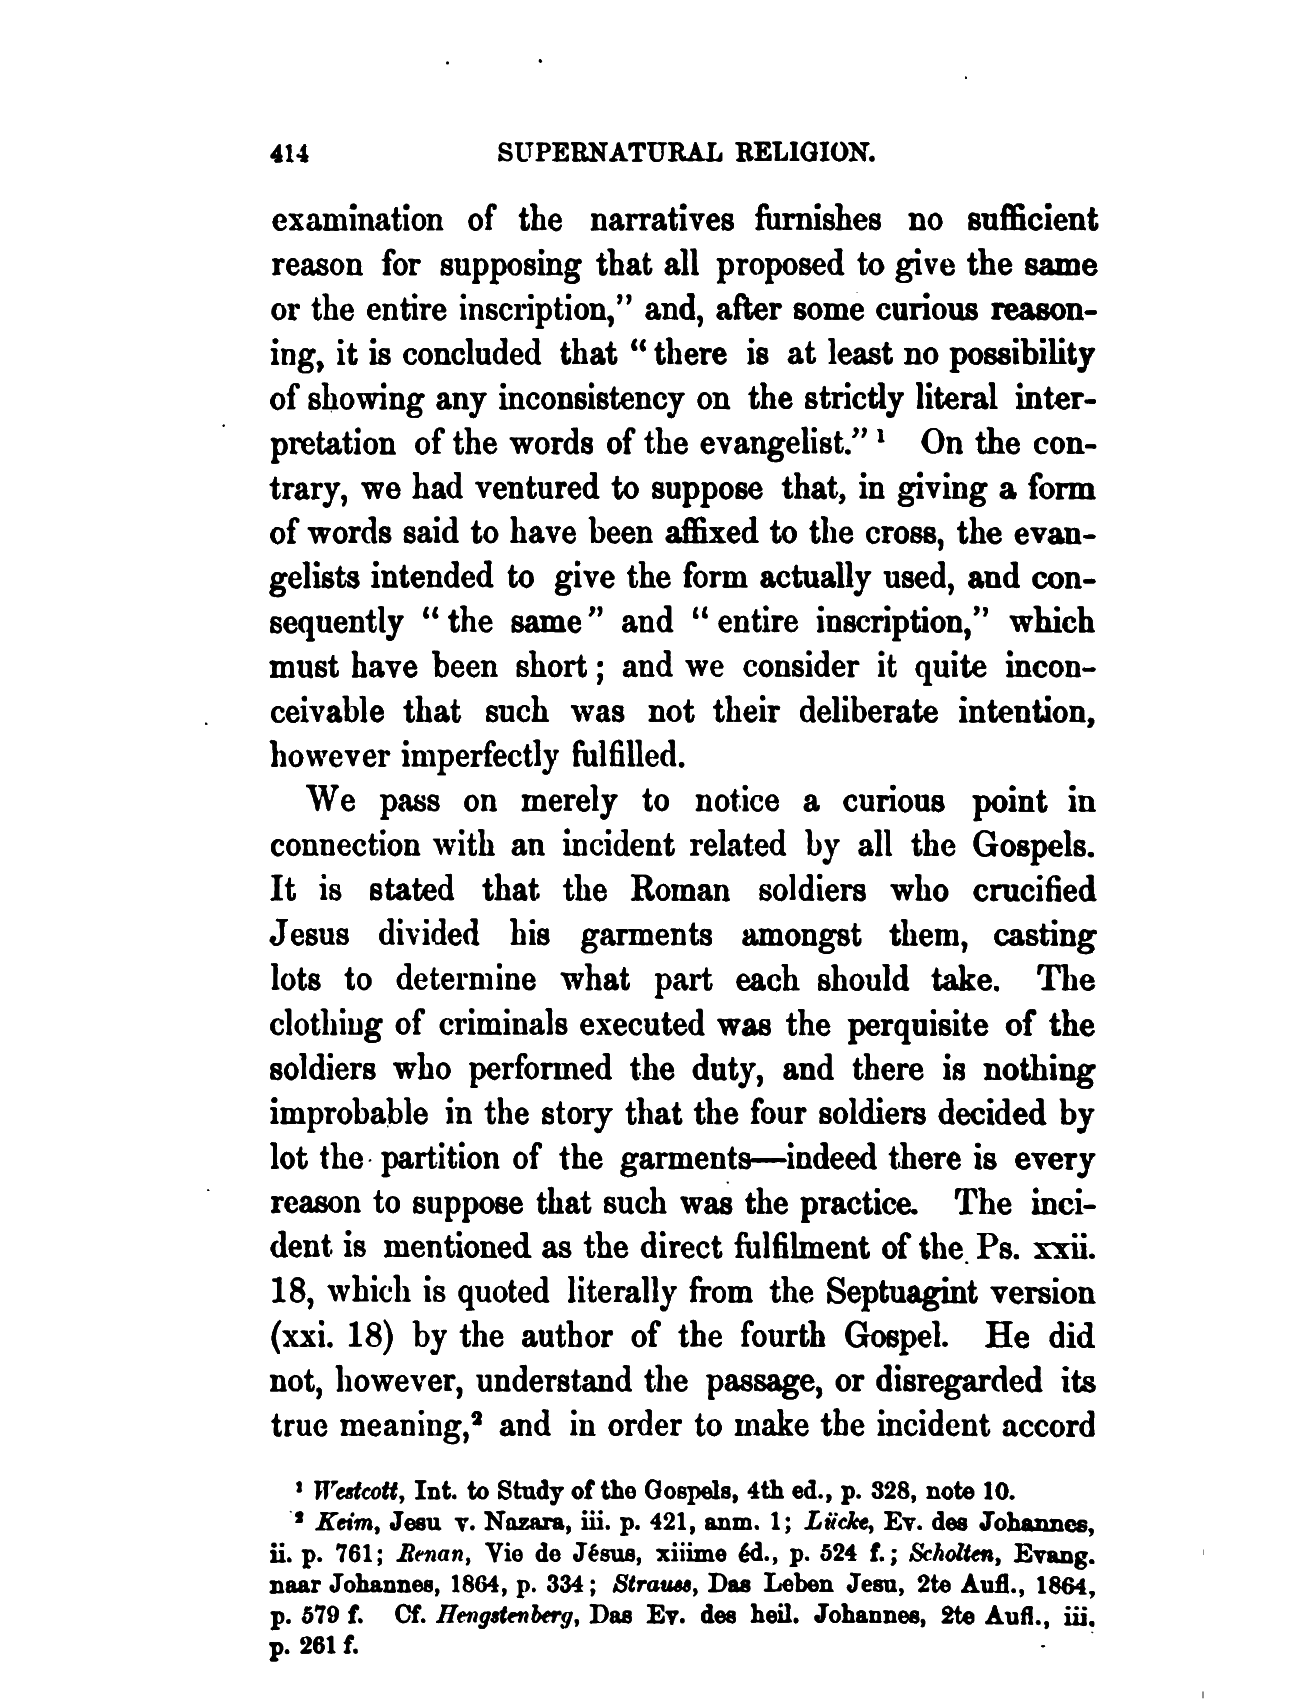 414 SUPERNATURAL RELIGION.
examination of the narratives furnishes no sufficient
reason for supposing that all proposed to give the same
or the entire inscription,” and, after some curious reason-
ing, it is concluded that “ there is at least no possibility
of showing any inconsistency on the strictly literal inter-
pretation of the words of the evangelist.” ¹ On the con-
trary, we had ventured to suppose that, in giving a form
of words said to have been affixed to the cross, the evan-
gelists intended to give the form actually used, and con-
sequently “ the same ” and “ entire inscription,” which
must have been short ; and we consider it quite incon-
ceivable that such was not their deliberate intention,
however imperfectly fulfilled.
We pass on merely to notice a curious point in
connection with an incident related by all the Gospels.
It is stated that the Roman soldiers who crucified
Jesus divided his garments amongst them, casting
lots to determine what part each should take. The
clothing of criminals executed was the perquisite of the
soldiers who performed the duty, and there is nothing
improbable in the story that the four soldiers decided by
lot the partition of the garments—indeed there is every
reason to suppose that such was the practice. The inci-
dent is mentioned as the direct fulfilment of the Ps. xxii.
18, which is quoted literally from the Septuagint version
(xxi. 18) by the author of the fourth Gospel. He did
not, however, understand the passage, or disregarded its
true meaning,² and in order to make the incident accord
¹ Westcott, Int. to Study of the Gospels, 4th ed., p. 328, note 10.
² Keim, Jesu v. Nazara, iii. p. 421, anm. 1; Lücke, Ev. des Johannes,
ii. p. 761; Renan, Vie de Jésus, xiiime éd., p. 524 f. ; Scholten, Evang.
naar Johannes, 1864, p. 334 ; Strauss, Das Leben Jesu, 2te Aufl., 1864,
p. 579 f. Cf. Hengstenberg, Das Ev. des heil. Johannes, 2te Aufl., iii.
p. 261 f.